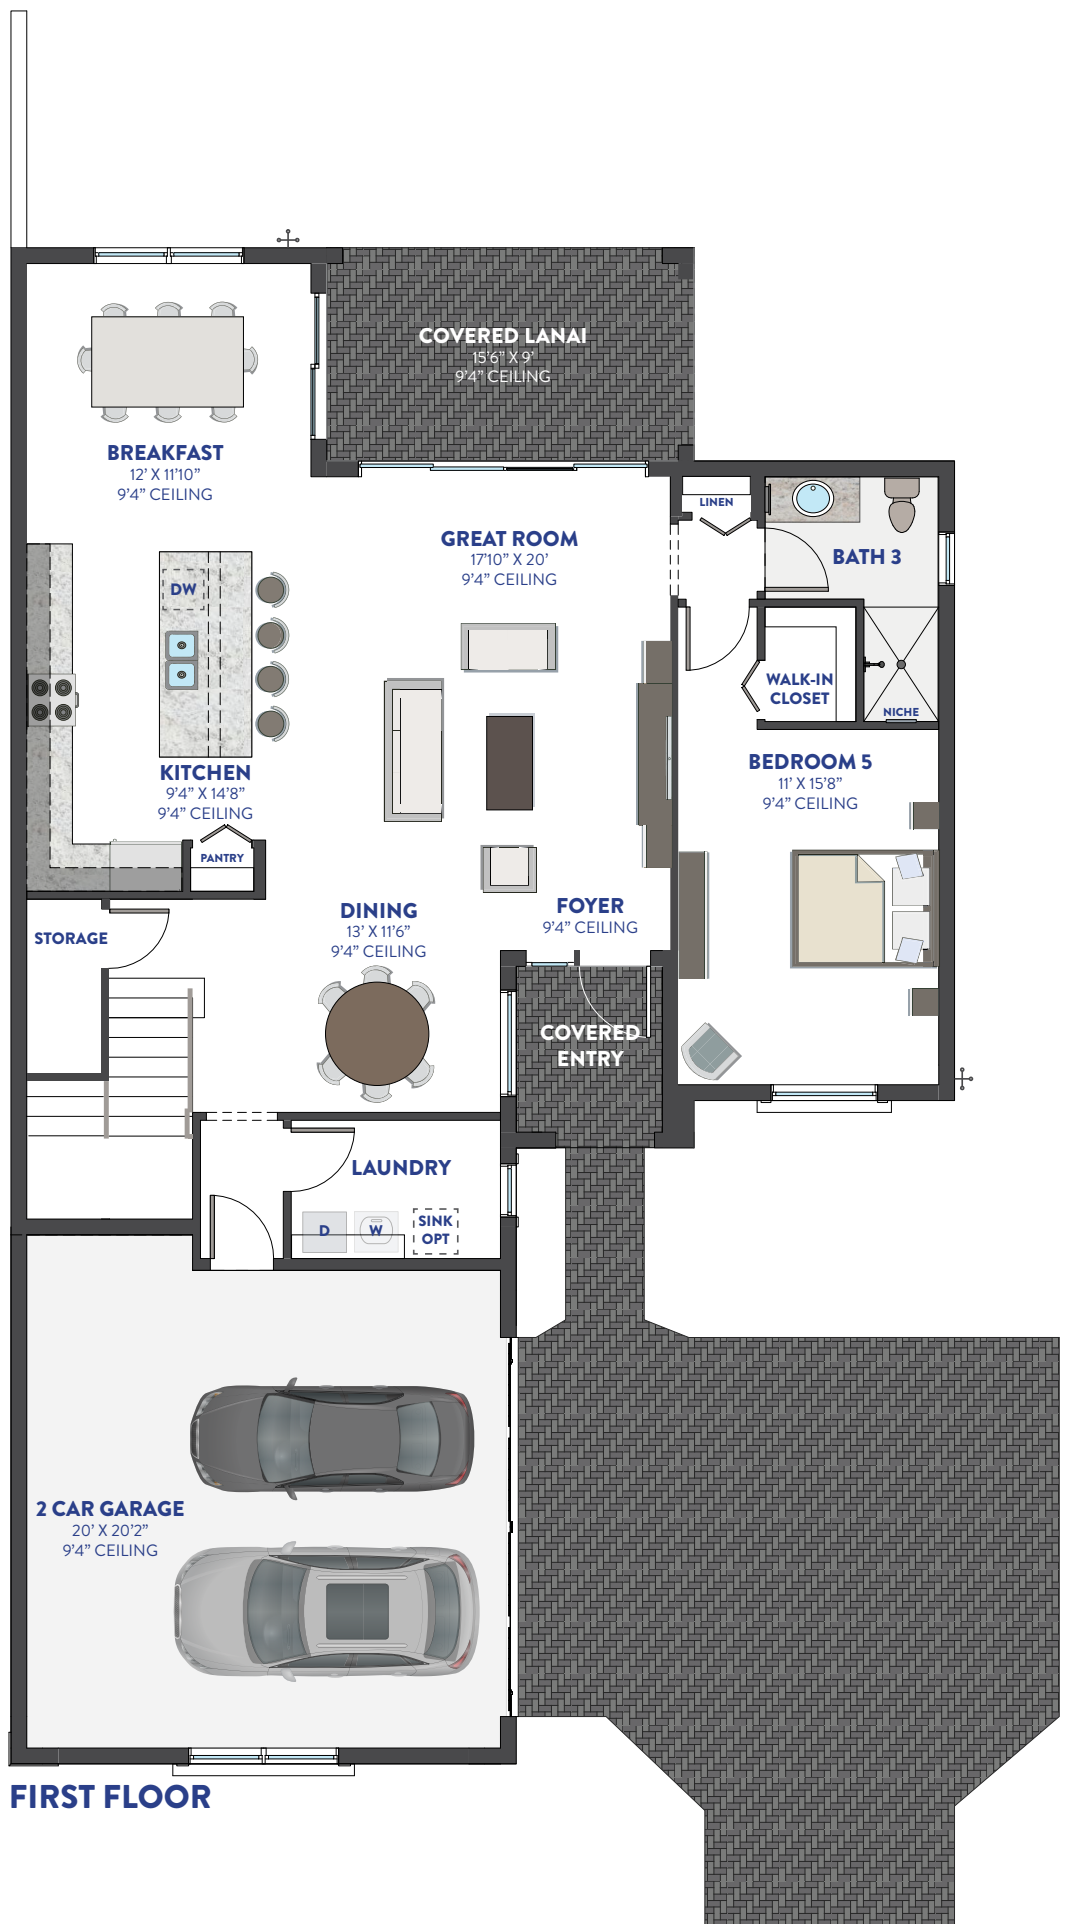 COVERED LANAI
15’6” X 9’
9’4” CEILING
BREAKFAST
12’ X 11’10”
9’4” CEILING
LINEN
GREAT ROOM
17’10” X 20’
9’4” CEILING
BATH 3
DW
WALK-IN
CLOSET
NICHE
KITCHEN
9’4” X 14’8”
9’4” CEILING
BEDROOM 5
11’ X 15’8”
9’4” CEILING
PANTRY
STORAGE
DINING
13’ X 11’6”
9’4” CEILING
FOYER
9’4” CEILING
COVERED
ENTRY
LAUNDRY
D
W
SINK
OPT
2 CAR GARAGE
20’ X 20’2”
9’4” CEILING
FIRST FLOOR